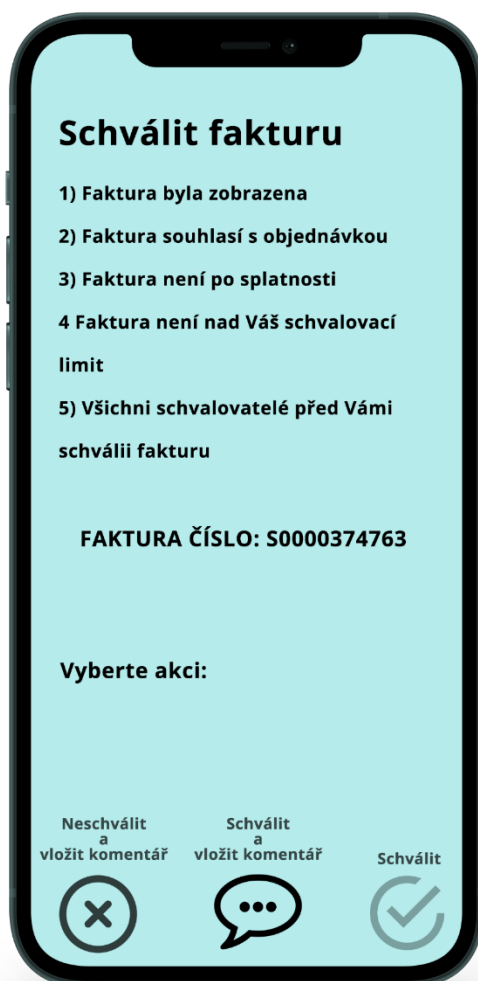 Schválit fakturu
1) Faktura byla zobrazena
2) Faktura souhlasí s objednávkou
3) Faktura není po splatnosti
4 Faktura není nad Váš schvalovací
limit
5) Všichni schvalovatelé před Vámi
schválii fakturu
FAKTURA ČÍSLO: S0000374763
Vyberte akci:
Neschválit
a
vložit komentář
Schválit
a
vložit komentář
Schválit